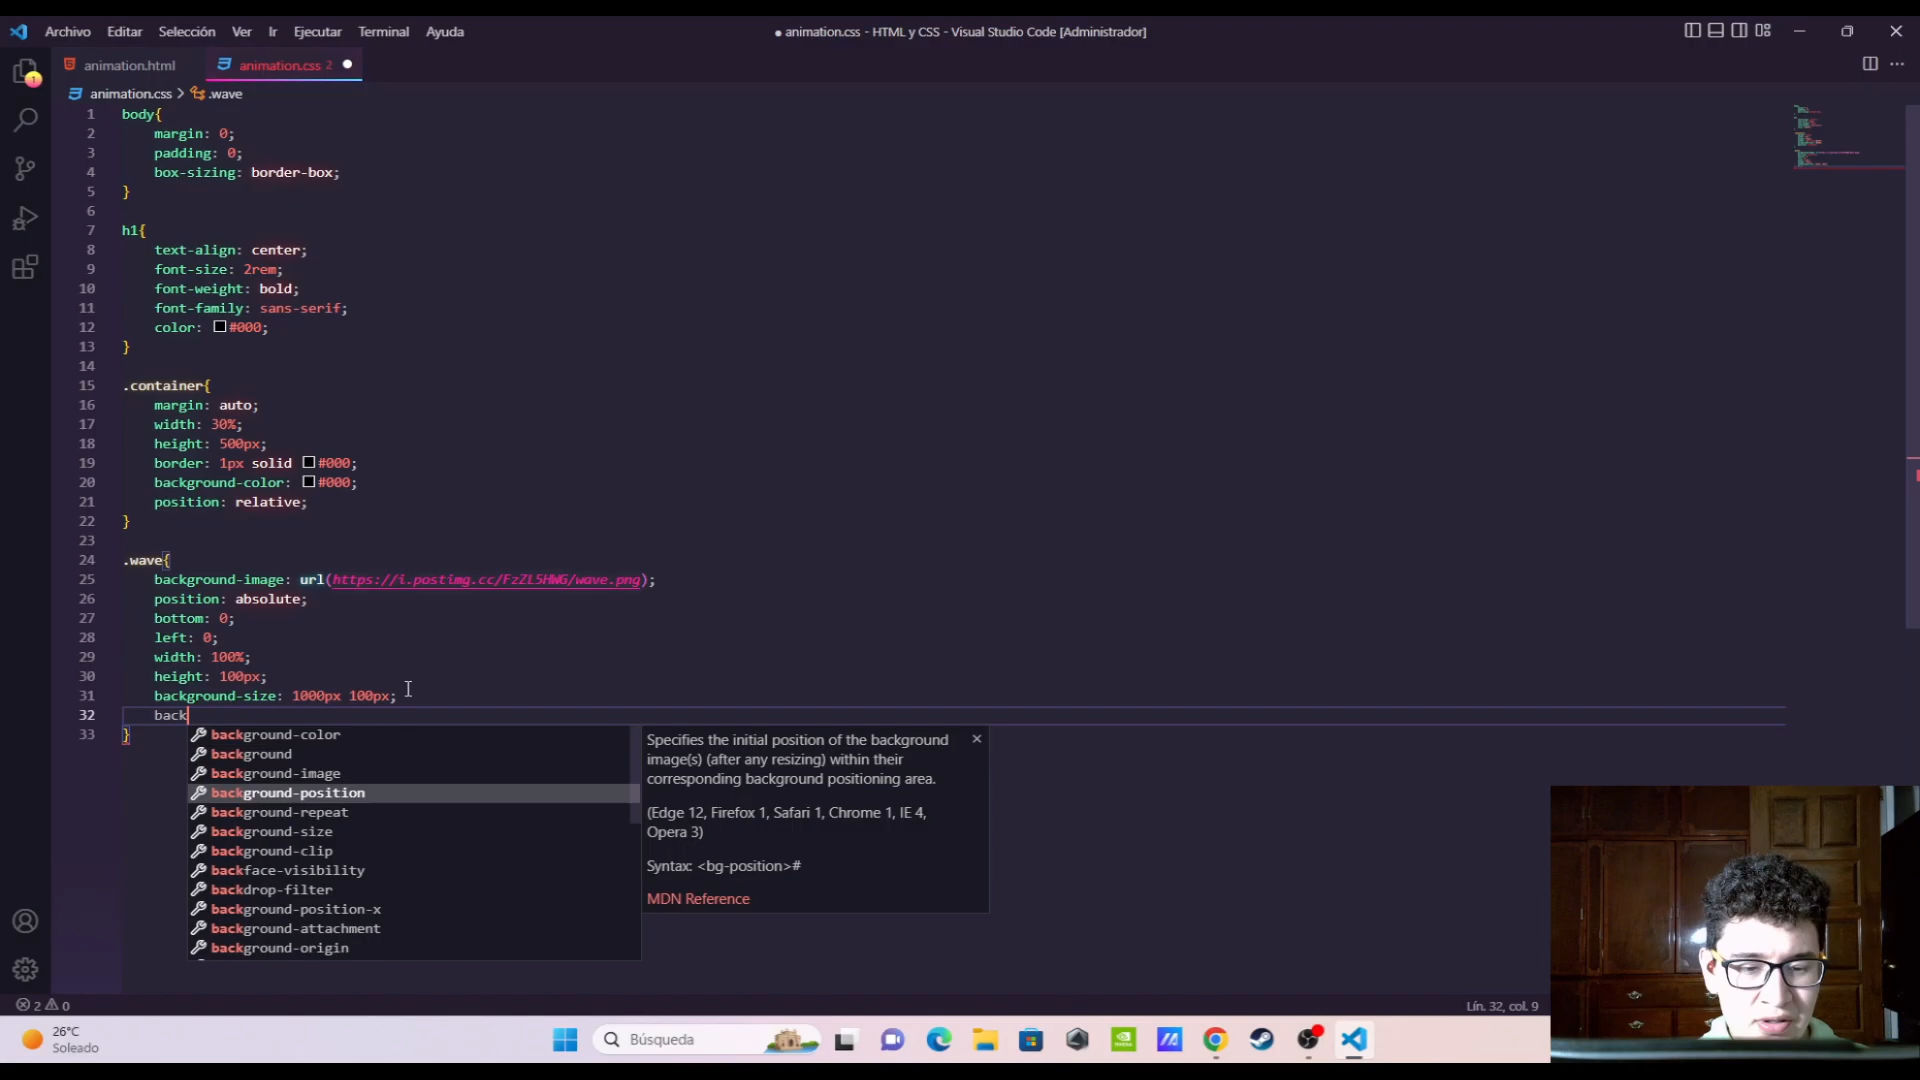 Archivo Editar Selección Ver Ir Ejecutar Terminal Ayuda
● animation.css - HTML y CSS - Visual Studio Code [Administrador]
animation.html
animation.css 2
animation.css > .wave
1 body{
2 margin: 0;
3 padding: 0;
4 box-sizing: border-box;
5 }
6
7 h1{
8 text-align: center;
9 font-size: 2rem;
10 font-weight: bold;
11 font-family: sans-serif;
12 color: #000;
13 }
14
15 .container{
16 margin: auto;
17 width: 30%;
18 height: 500px;
19 border: 1px solid #000;
20 background-color: #000;
21 position: relative;
22 }
23
24 .wave{
25 background-image: url(https://i.postimg.cc/FzZL5HWG/wave.png);
26 position: absolute;
27 bottom: 0;
28 left: 0;
29 width: 100%;
30 height: 100px;
31 background-size: 1000px 100px;
32 back
33 }
background-color
background
background-image
background-position
background-repeat
background-size
background-clip
backface-visibility
backdrop-filter
background-position-x
background-attachment
background-origin
Specifies the initial position of the background
image(s) (after any resizing) within their
corresponding background positioning area.
(Edge 12, Firefox 1, Safari 1, Chrome 1, IE 4,
Opera 3)
Syntax: <bg-position>#
MDN Reference
1
2 0
Lín. 32, col. 9
26°C
Soleado
Búsqueda